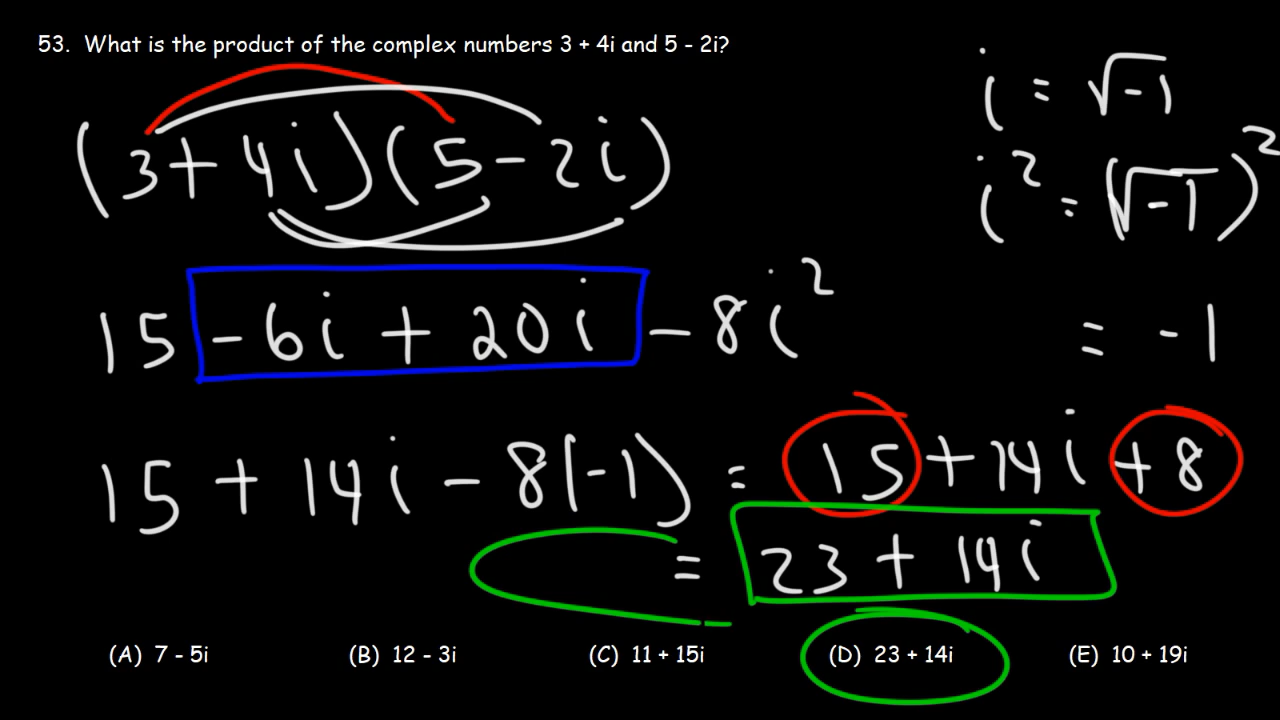 53. What is the product of the complex numbers 3 + 4i and 5 - 2i?
i = √-1
(3+4i)(5-2i)
i² = (√-1)²
15 -6i + 20i -8i²
= -1
15 + 14i - 8(-1) = 15 + 14i + 8
= 23 + 14i
(A) 7 - 5i (B) 12 - 3i (C) 11 + 15i (D) 23 + 14i (E) 10 + 19i